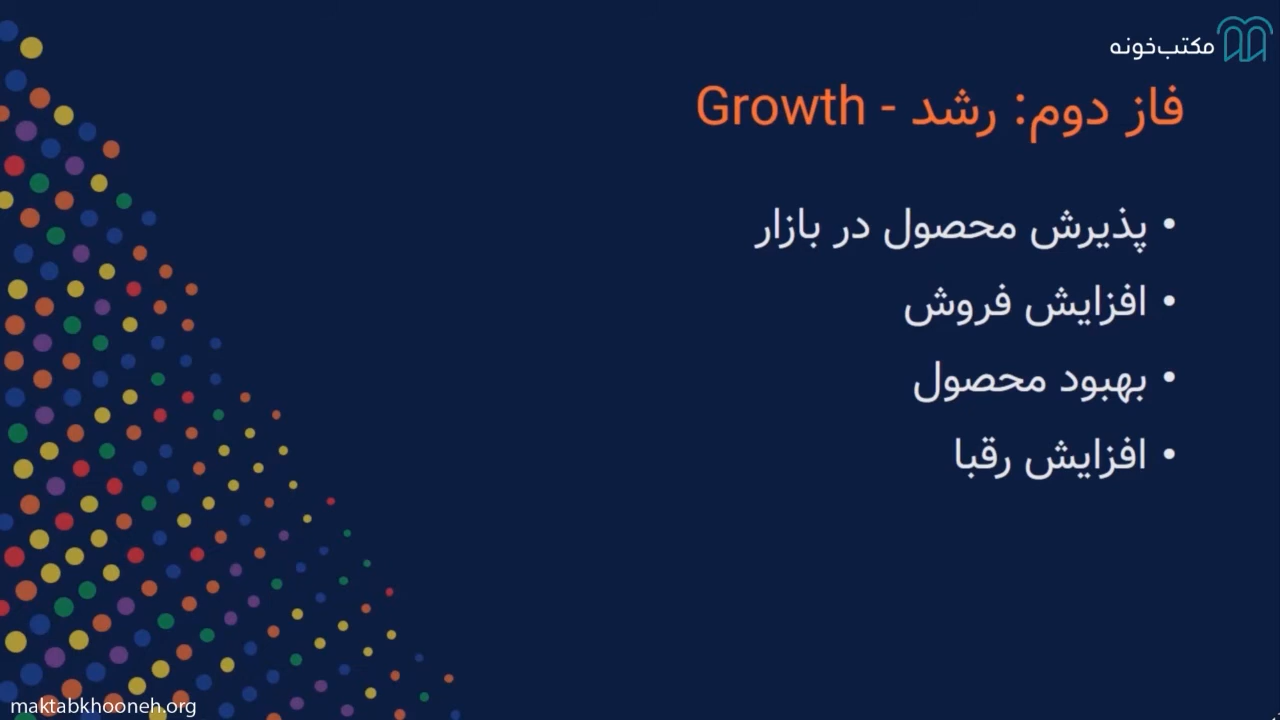 مکتب‌خونه
فاز دوم: رشد - Growth
• پذیرش محصول در بازار
• افزایش فروش
• بهبود محصول
• افزایش رقبا
maktabkhooneh.org